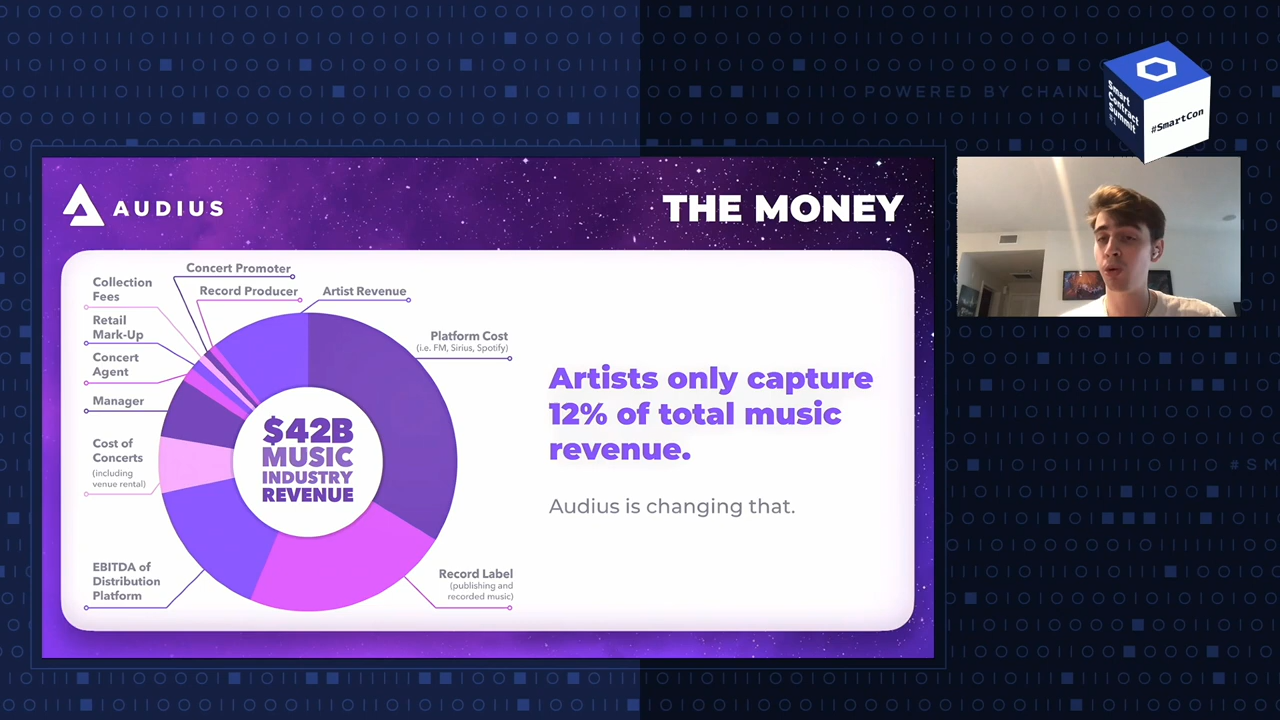 POWERED BY CHAINL
Smart
Contract
Summit
#1
#SmartCon
AUDIUS
THE MONEY
Concert Promoter
Record Producer
Artist Revenue
Collection
Fees
Retail
Mark-Up
Concert
Agent
Manager
Cost of
Concerts
(including
venue rental)
EBITDA of
Distribution
Platform
Platform Cost
(i.e. FM, Sirius, Spotify)
Record Label
(publishing and
recorded music)
$42B
MUSIC
INDUSTRY
REVENUE
Artists only capture
12% of total music
revenue.
Audius is changing that.
#SM